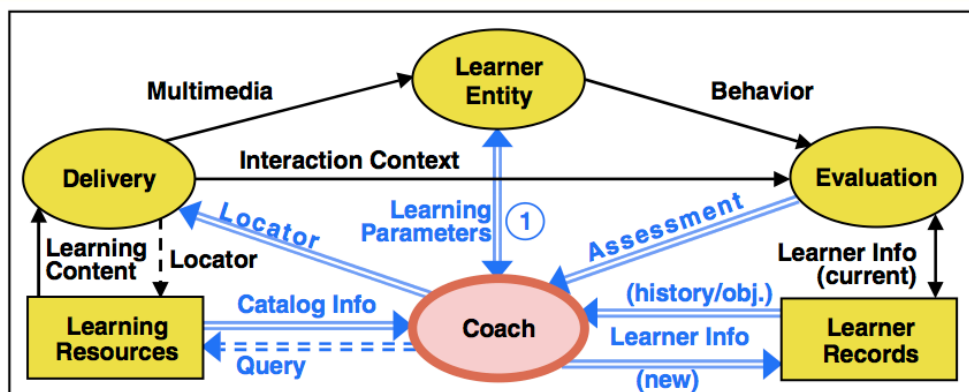 Learner
Entity
Multimedia
Behavior
Interaction Context
Delivery
Evaluation
Learning
Parameters
1
Locator
Assessment
Learning
Content
Locator
Learner Info
(current)
Catalog Info
(history/obj.)
Learning
Resources
Coach
Learner Info
Learner
Records
Query
(new)